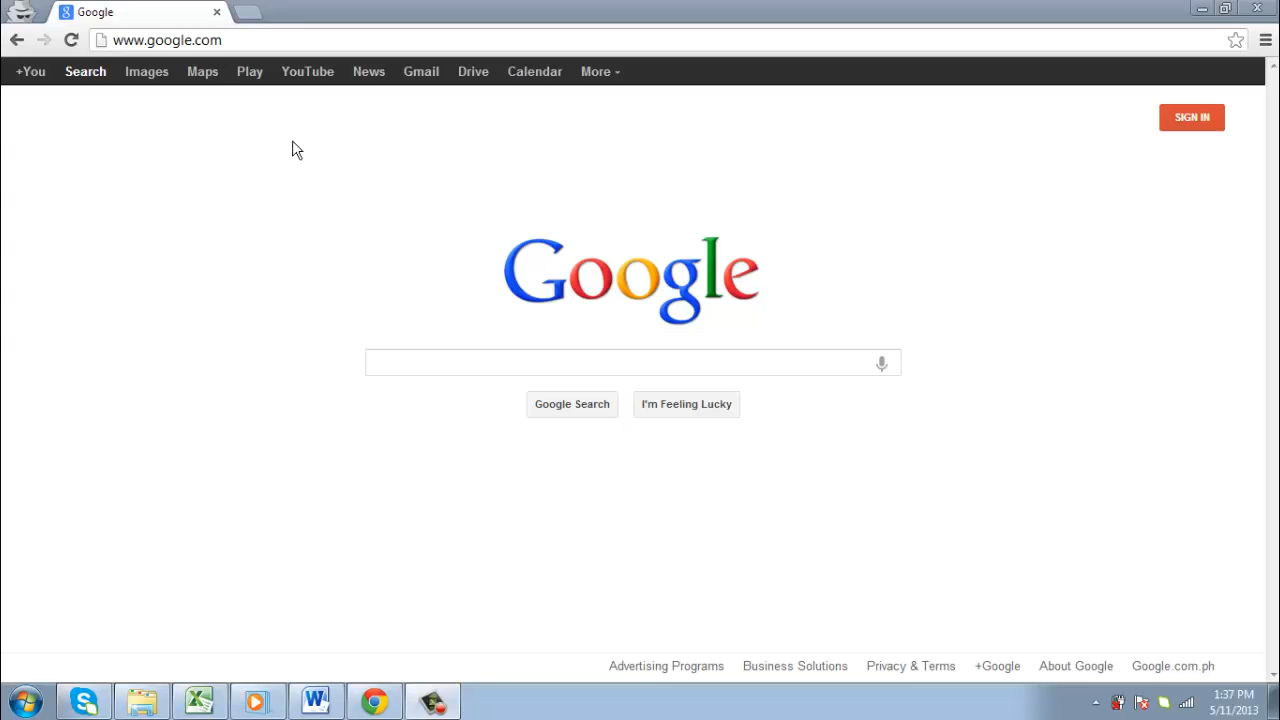 Google
www.google.com
+You Search Images Maps Play YouTube News Gmail Drive Calendar More
SIGN IN
Google
Google Search I'm Feeling Lucky
Advertising Programs Business Solutions Privacy & Terms +Google About Google Google.com.ph
1:37 PM
5/11/2013